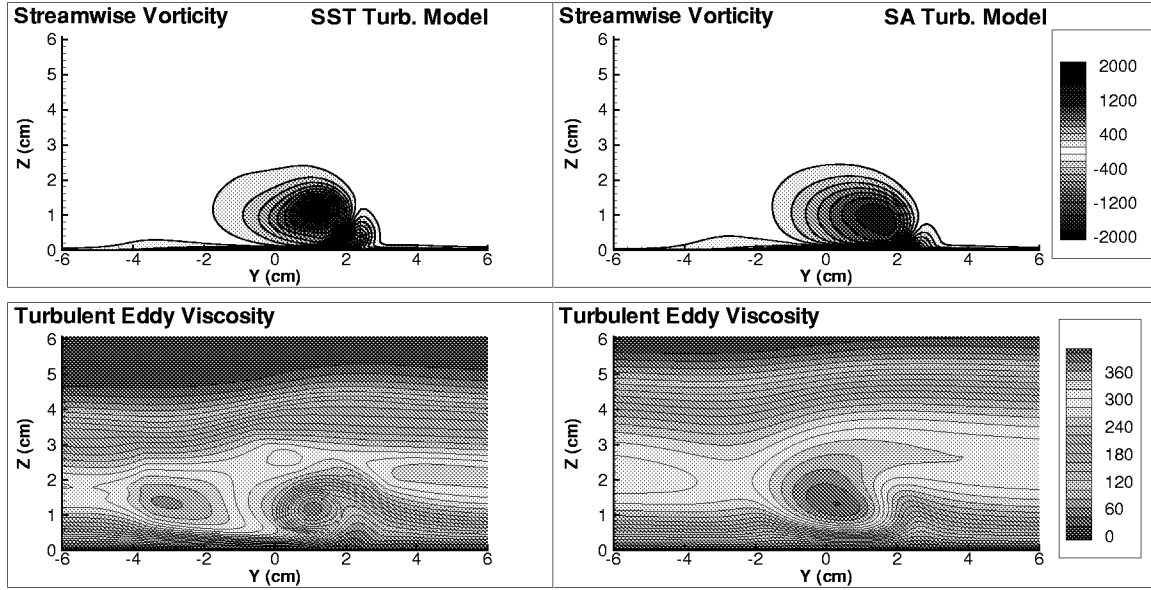 Streamwise Vorticity SST Turb. Model
Z (cm)
6
5
4
3
2
1
0
-6 -4 -2 0 2 4 6
Y (cm)
Streamwise Vorticity SA Turb. Model
Z (cm)
6
5
4
3
2
1
0
-6 -4 -2 0 2 4 6
Y (cm)
2000
1200
400
-400
-1200
-2000
Turbulent Eddy Viscosity
Z (cm)
6
5
4
3
2
1
0
-6 -4 -2 0 2 4 6
Y (cm)
Turbulent Eddy Viscosity
Z (cm)
6
5
4
3
2
1
0
-6 -4 -2 0 2 4 6
Y (cm)
360
300
240
180
120
60
0